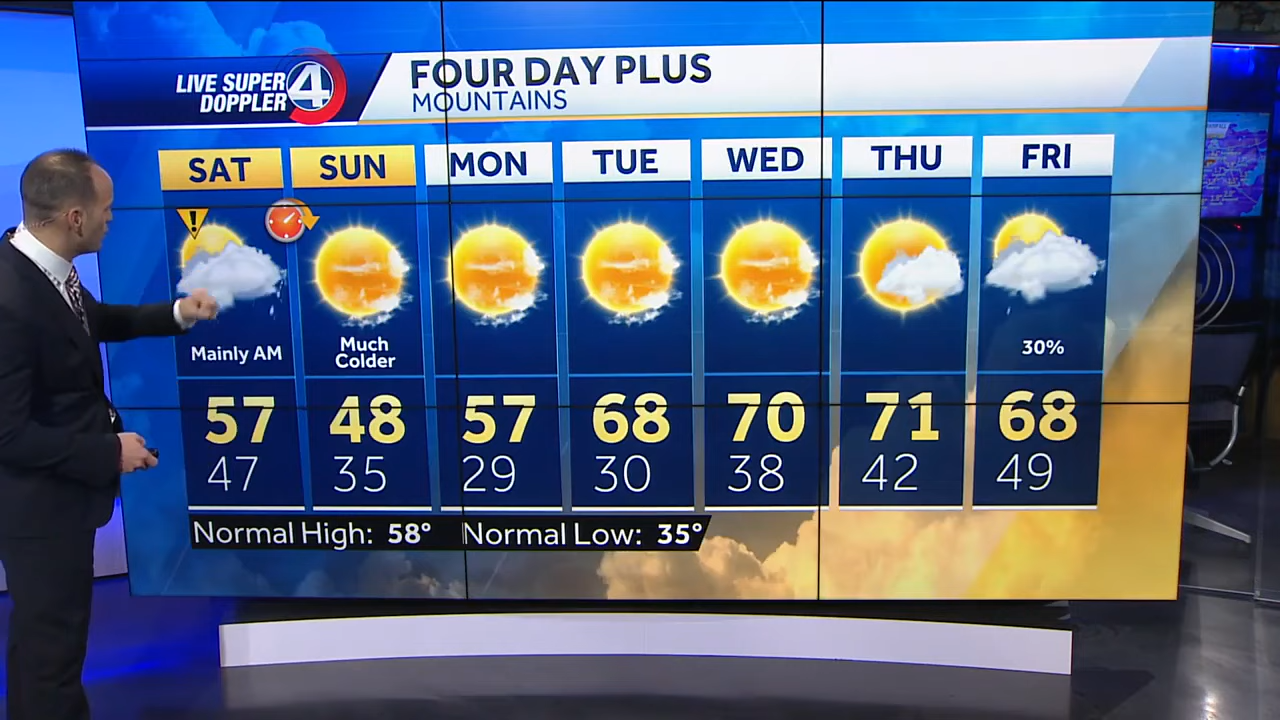 LIVE SUPER
DOPPLER 4
FOUR DAY PLUS
MOUNTAINS
SAT SUN MON TUE WED THU FRI
!
Mainly AM
Much
Colder
30%
57 48 57 68 70 71 68
47 35 29 30 38 42 49
Normal High: 58° Normal Low: 35°